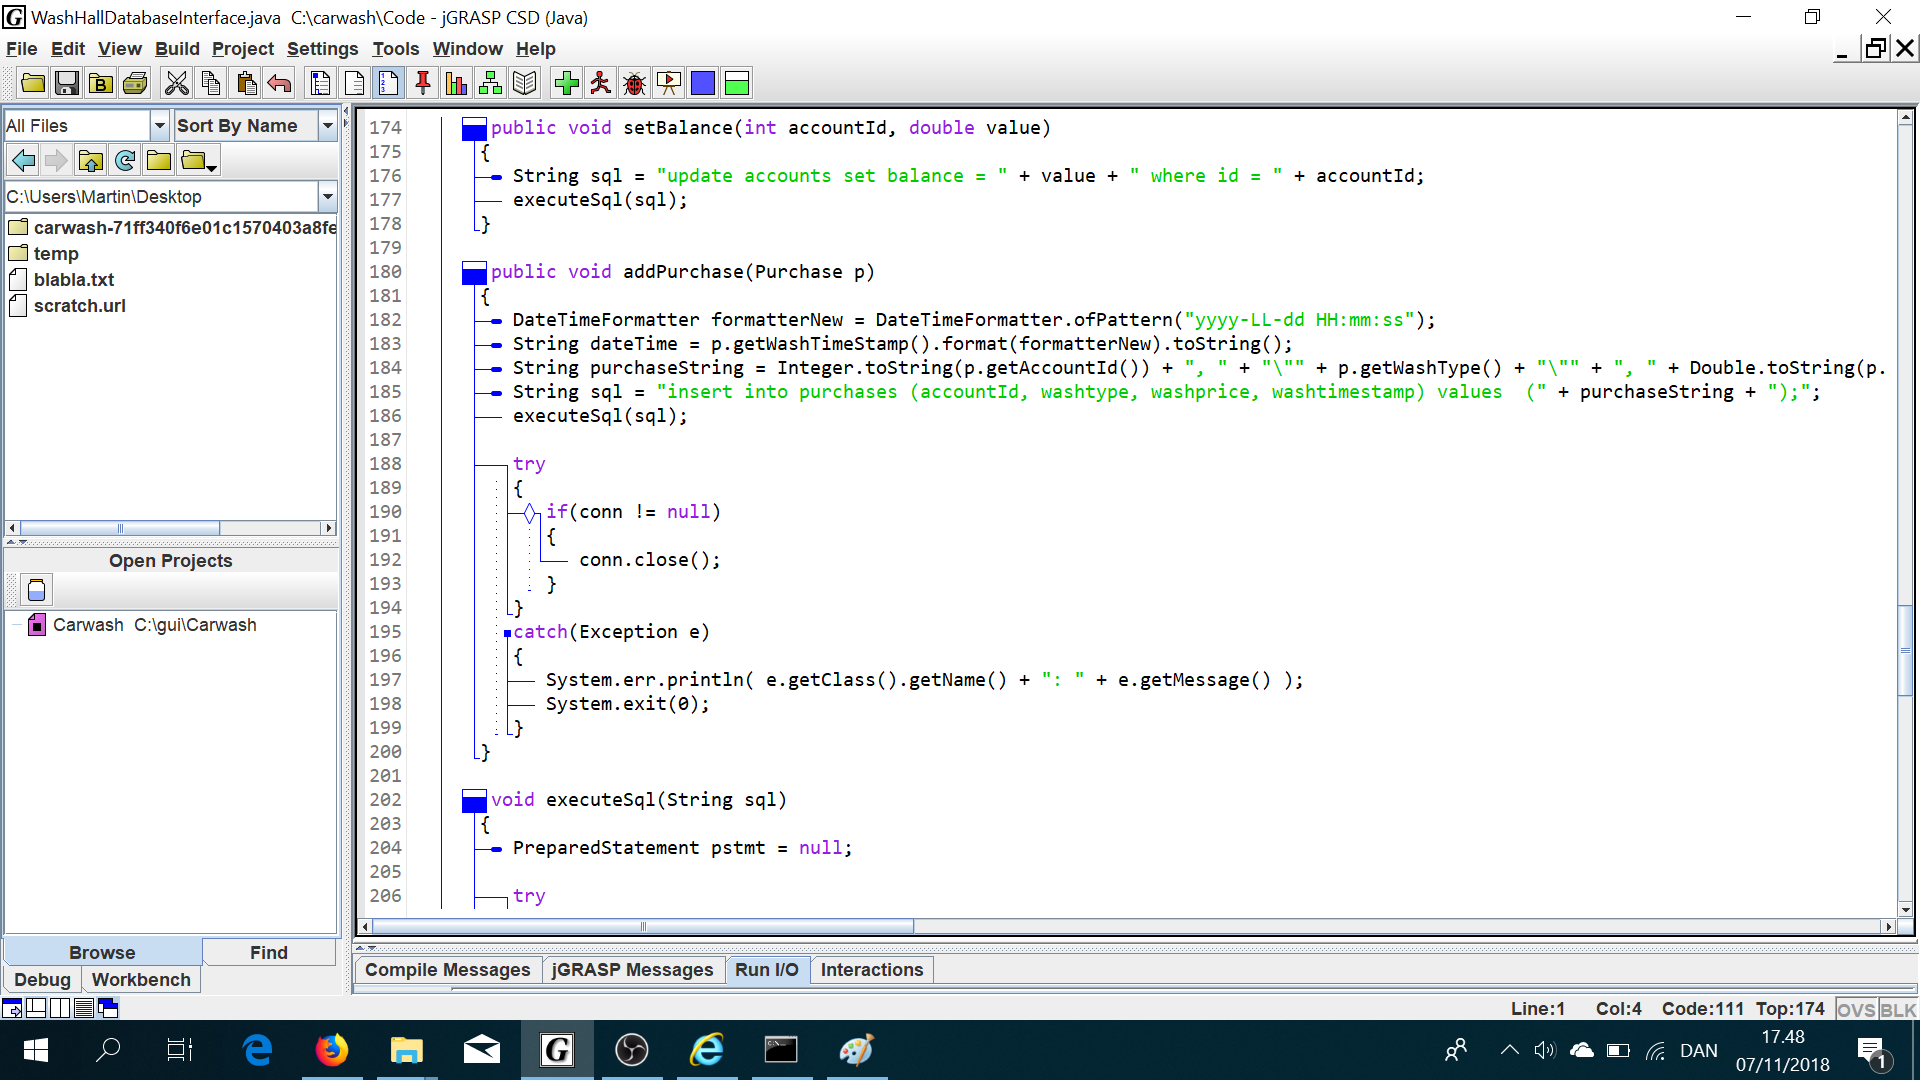 WashHallDatabaseInterface.java  C:\carwash\Code - jGRASP CSD (Java)
File Edit View Build Project Settings Tools Window Help
All Files
Sort By Name
C:\Users\Martin\Desktop
carwash-71ff340f6e01c1570403a8fe
temp
blabla.txt
scratch.url
Open Projects
Carwash  C:\gui\Carwash
Browse
Find
Debug
Workbench
174 public void setBalance(int accountId, double value)
175 {
176 String sql = "update accounts set balance = " + value + " where id = " + accountId;
177 executeSql(sql);
178 }
179
180 public void addPurchase(Purchase p)
181 {
182 DateTimeFormatter formatterNew = DateTimeFormatter.ofPattern("yyyy-LL-dd HH:mm:ss");
183 String dateTime = p.getWashTimeStamp().format(formatterNew).toString();
184 String purchaseString = Integer.toString(p.getAccountId()) + ", " + "\"" + p.getWashType() + "\"" + ", " + Double.toString(p.
185 String sql = "insert into purchases (accountId, washtype, washprice, washtimestamp) values  (" + purchaseString + ");";
186 executeSql(sql);
187
188 try
189 {
190 if(conn != null)
191 {
192 conn.close();
193 }
194 }
195 catch(Exception e)
196 {
197 System.err.println( e.getClass().getName() + ": " + e.getMessage() );
198 System.exit(0);
199 }
200 }
201
202 void executeSql(String sql)
203 {
204 PreparedStatement pstmt = null;
205
206 try
Compile Messages
jGRASP Messages
Run I/O
Interactions
Line:1 Col:4 Code:111 Top:174 OVS BLK
DAN
17.48
07/11/2018
1